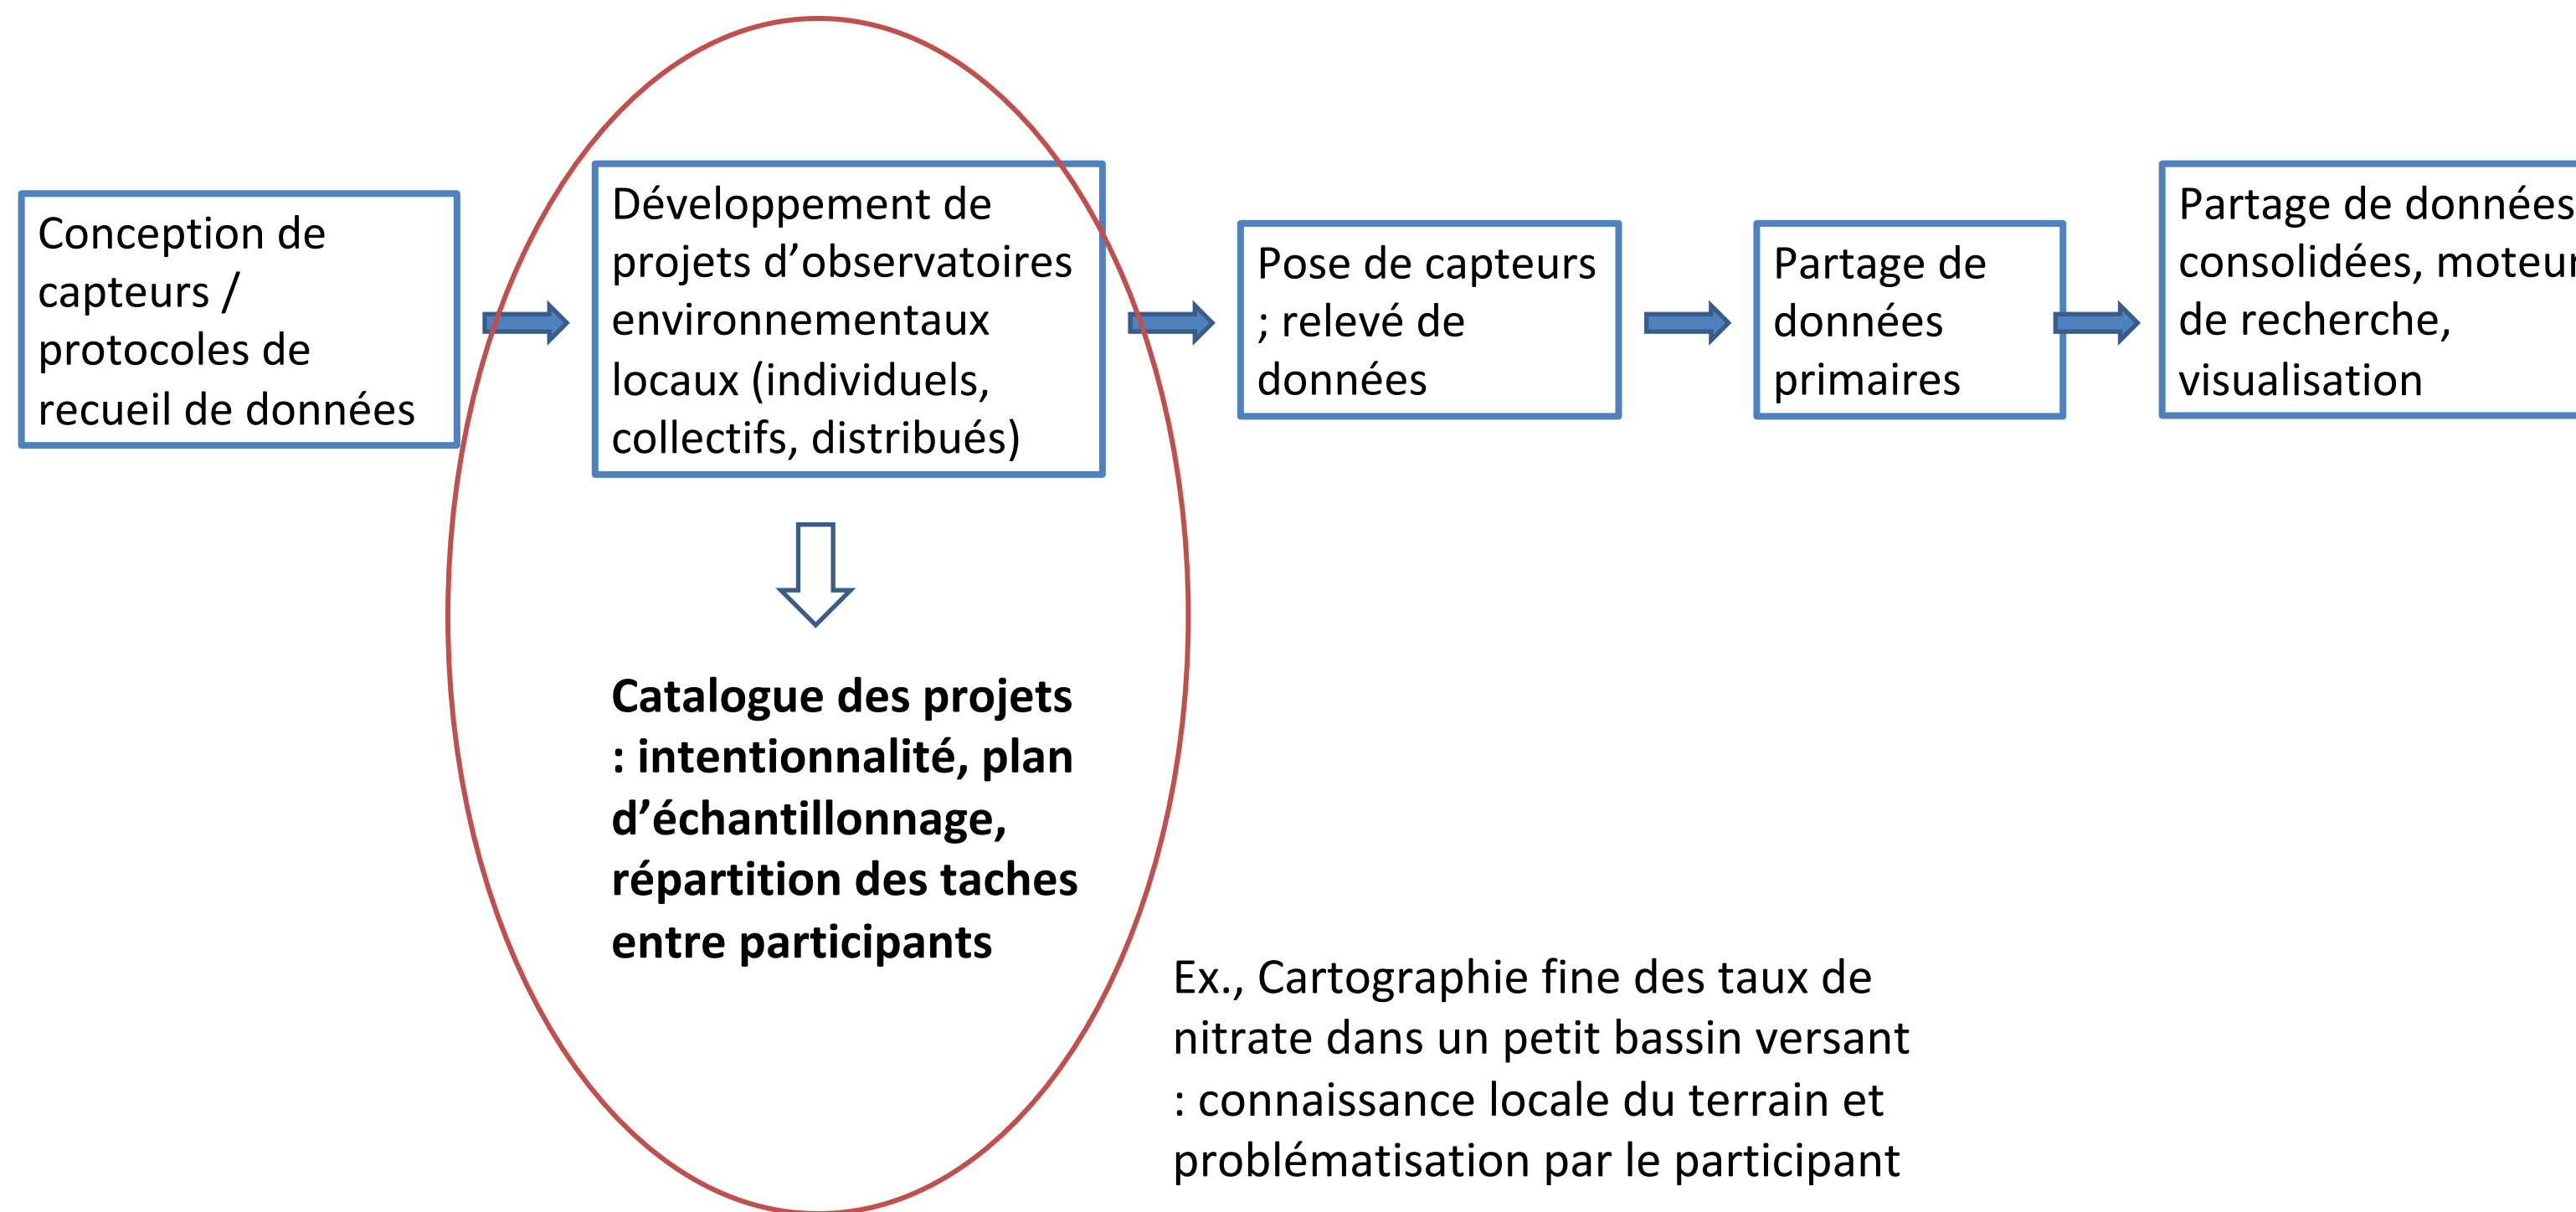 Conception de
capteurs /
protocoles de
recueil de données
Développement de
projets d’observatoires
environnementaux
locaux (individuels,
collectifs, distribués)
Pose de capteurs
; relevé de
données
Partage de
données
primaires
Partage de données
consolidées, moteur
de recherche,
visualisation
Catalogue des projets
: intentionnalité, plan
d’échantillonnage,
répartition des taches
entre participants
Ex., Cartographie fine des taux de
nitrate dans un petit bassin versant
: connaissance locale du terrain et
problématisation par le participant